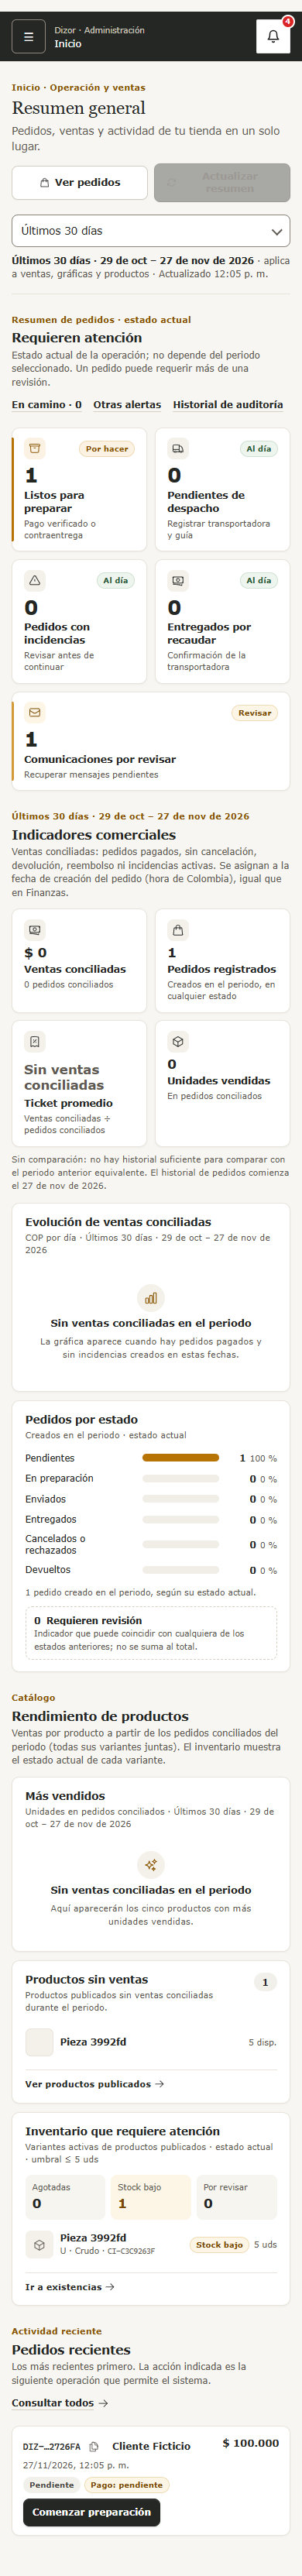 Dizor · Administración
Inicio
4
Inicio · Operación y ventas
Resumen general
Pedidos, ventas y actividad de tu tienda en un solo
lugar.
Ver pedidos
Actualizar
resumen
Últimos 30 días
Últimos 30 días · 29 de oct – 27 de nov de 2026 · aplica
a ventas, gráficas y productos · Actualizado 12:05 p. m.
Resumen de pedidos · estado actual
Requieren atención
Estado actual de la operación; no depende del periodo
seleccionado. Un pedido puede requerir más de una
revisión.
En camino · 0 Otras alertas Historial de auditoría
Por hacer
1
Listos para
preparar
Pago verificado o
contraentrega
Al día
0
Pendientes de
despacho
Registrar transportadora
y guía
Al día
0
Pedidos con
incidencias
Revisar antes de
continuar
Al día
0
Entregados por
recaudar
Confirmación de la
transportadora
Revisar
1
Comunicaciones por revisar
Recuperar mensajes pendientes
Últimos 30 días · 29 de oct – 27 de nov de 2026
Indicadores comerciales
Ventas conciliadas: pedidos pagados, sin cancelación,
devolución, reembolso ni incidencias activas. Se asignan a la
fecha de creación del pedido (hora de Colombia), igual que
en Finanzas.
$ 0
Ventas conciliadas
0 pedidos conciliados
1
Pedidos registrados
Creados en el periodo, en
cualquier estado
Sin ventas
conciliadas
Ticket promedio
Ventas conciliadas ÷
pedidos conciliados
0
Unidades vendidas
En pedidos conciliados
Sin comparación: no hay historial suficiente para comparar con
el periodo anterior equivalente. El historial de pedidos comienza
el 27 de nov de 2026.
Evolución de ventas conciliadas
COP por día · Últimos 30 días · 29 de oct – 27 de nov de
2026
Sin ventas conciliadas en el periodo
La gráfica aparece cuando hay pedidos pagados y
sin incidencias creados en estas fechas.
Pedidos por estado
Creados en el periodo · estado actual
Pendientes 1 100 %
En preparación 0 0 %
Enviados 0 0 %
Entregados 0 0 %
Cancelados o
rechazados 0 0 %
Devueltos 0 0 %
1 pedido creado en el periodo, según su estado actual.
0 Requieren revisión
Indicador que puede coincidir con cualquiera de los
estados anteriores; no se suma al total.
Catálogo
Rendimiento de productos
Ventas por producto a partir de los pedidos conciliados del
periodo (todas sus variantes juntas). El inventario muestra
el estado actual de cada variante.
Más vendidos
Unidades en pedidos conciliados · Últimos 30 días · 29 de
oct – 27 de nov de 2026
Sin ventas conciliadas en el periodo
Aquí aparecerán los cinco productos con más
unidades vendidas.
Productos sin ventas 1
Productos publicados sin ventas conciliadas
durante el periodo.
Pieza 3992fd 5 disp.
Ver productos publicados →
Inventario que requiere atención
Variantes activas de productos publicados · estado actual
· umbral ≤ 5 uds
Agotadas
0
Stock bajo
1
Por revisar
0
Pieza 3992fd
U · Crudo · CI-C3C9263F
Stock bajo 5 uds
Ir a existencias →
Actividad reciente
Pedidos recientes
Los más recientes primero. La acción indicada es la
siguiente operación que permite el sistema.
Consultar todos →
DIZ-…2726FA Cliente Ficticio $ 100.000
27/11/2026, 12:05 p. m.
Pendiente Pago: pendiente
Comenzar preparación